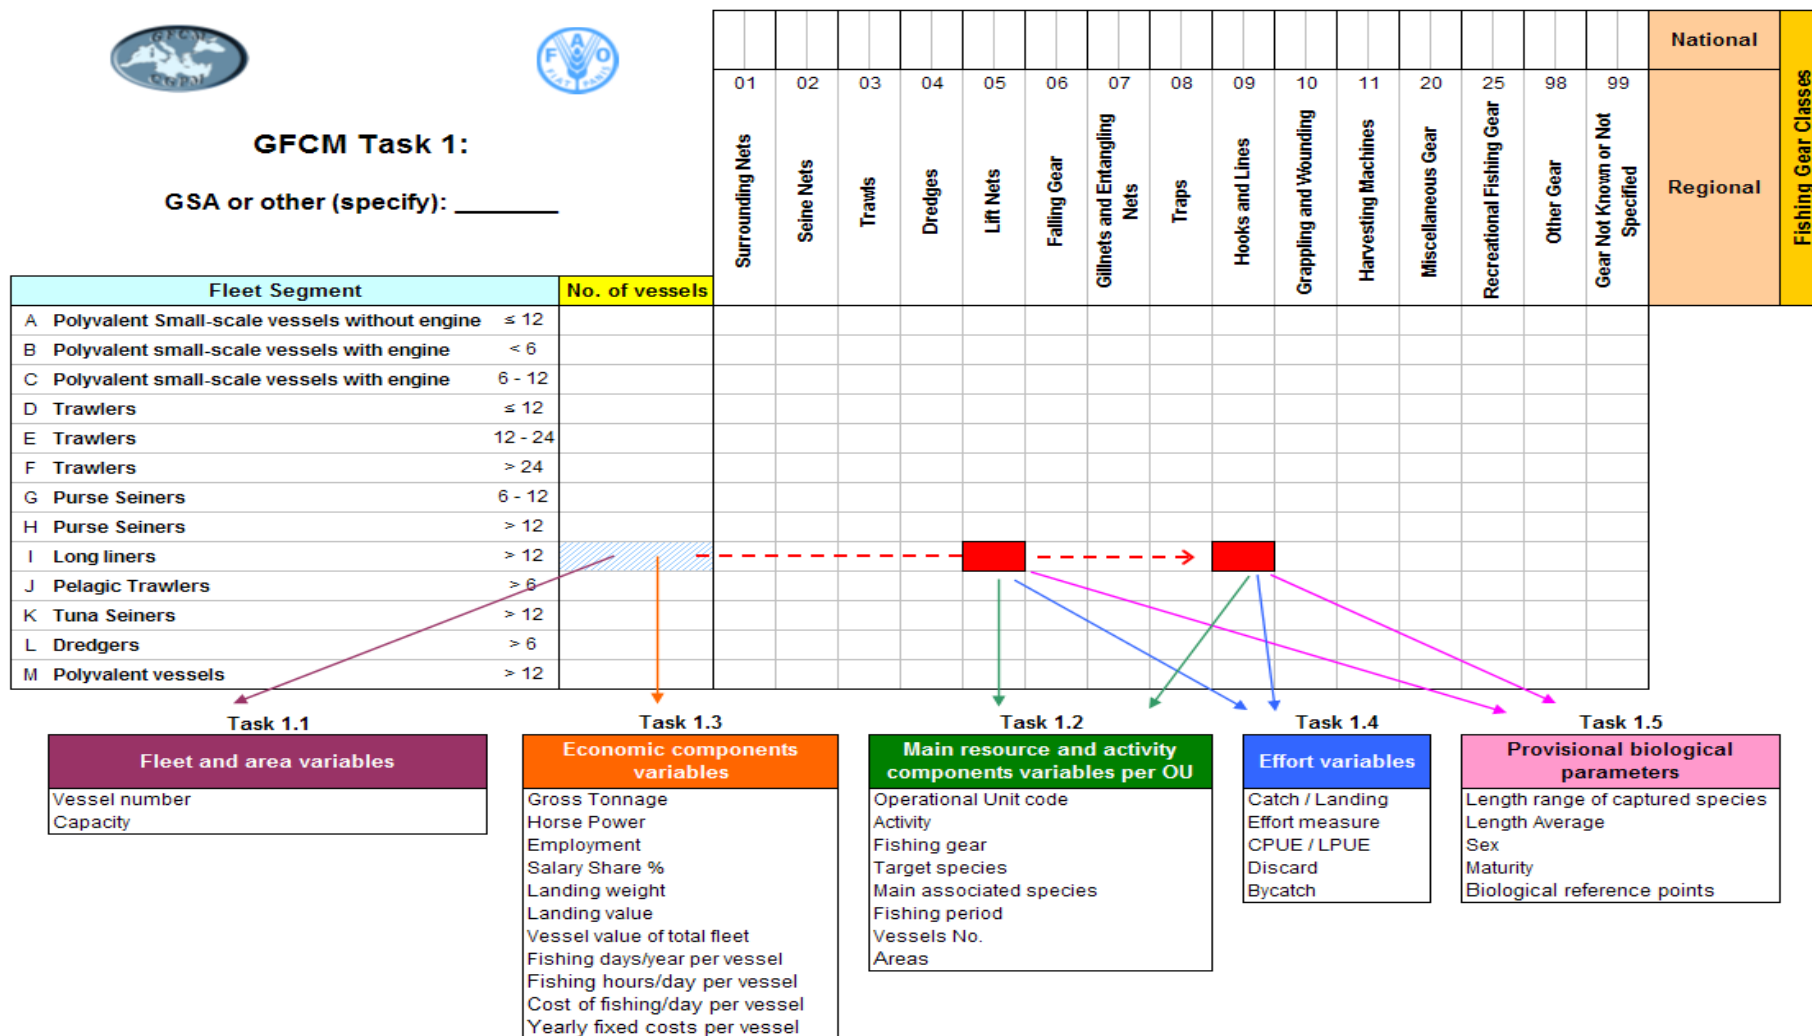 GFCM
CGPM
F A O
FIAT PANIS
GFCM Task 1:
GSA or other (specify): _______
National
Regional
Fishing Gear Classes
01 02 03 04 05 06 07 08 09 10 11 20 25 98 99
Surrounding Nets
Seine Nets
Trawls
Dredges
Lift Nets
Falling Gear
Gillnets and Entangling
Nets
Traps
Hooks and Lines
Grappling and Wounding
Harvesting Machines
Miscellaneous Gear
Recreational Fishing Gear
Other Gear
Gear Not Known or Not
Specified
Fleet Segment No. of vessels
A Polyvalent Small-scale vessels without engine ≤ 12
B Polyvalent small-scale vessels with engine < 6
C Polyvalent small-scale vessels with engine 6 - 12
D Trawlers ≤ 12
E Trawlers 12 - 24
F Trawlers > 24
G Purse Seiners 6 - 12
H Purse Seiners > 12
I Long liners > 12
J Pelagic Trawlers > 6
K Tuna Seiners > 12
L Dredgers > 6
M Polyvalent vessels > 12
Task 1.1
Fleet and area variables
Vessel number
Capacity
Task 1.3
Economic components
variables
Gross Tonnage
Horse Power
Employment
Salary Share %
Landing weight
Landing value
Vessel value of total fleet
Fishing days/year per vessel
Fishing hours/day per vessel
Cost of fishing/day per vessel
Yearly fixed costs per vessel
Task 1.2
Main resource and activity
components variables per OU
Operational Unit code
Activity
Fishing gear
Target species
Main associated species
Fishing period
Vessels No.
Areas
Task 1.4
Effort variables
Catch / Landing
Effort measure
CPUE / LPUE
Discard
Bycatch
Task 1.5
Provisional biological
parameters
Length range of captured species
Length Average
Sex
Maturity
Biological reference points